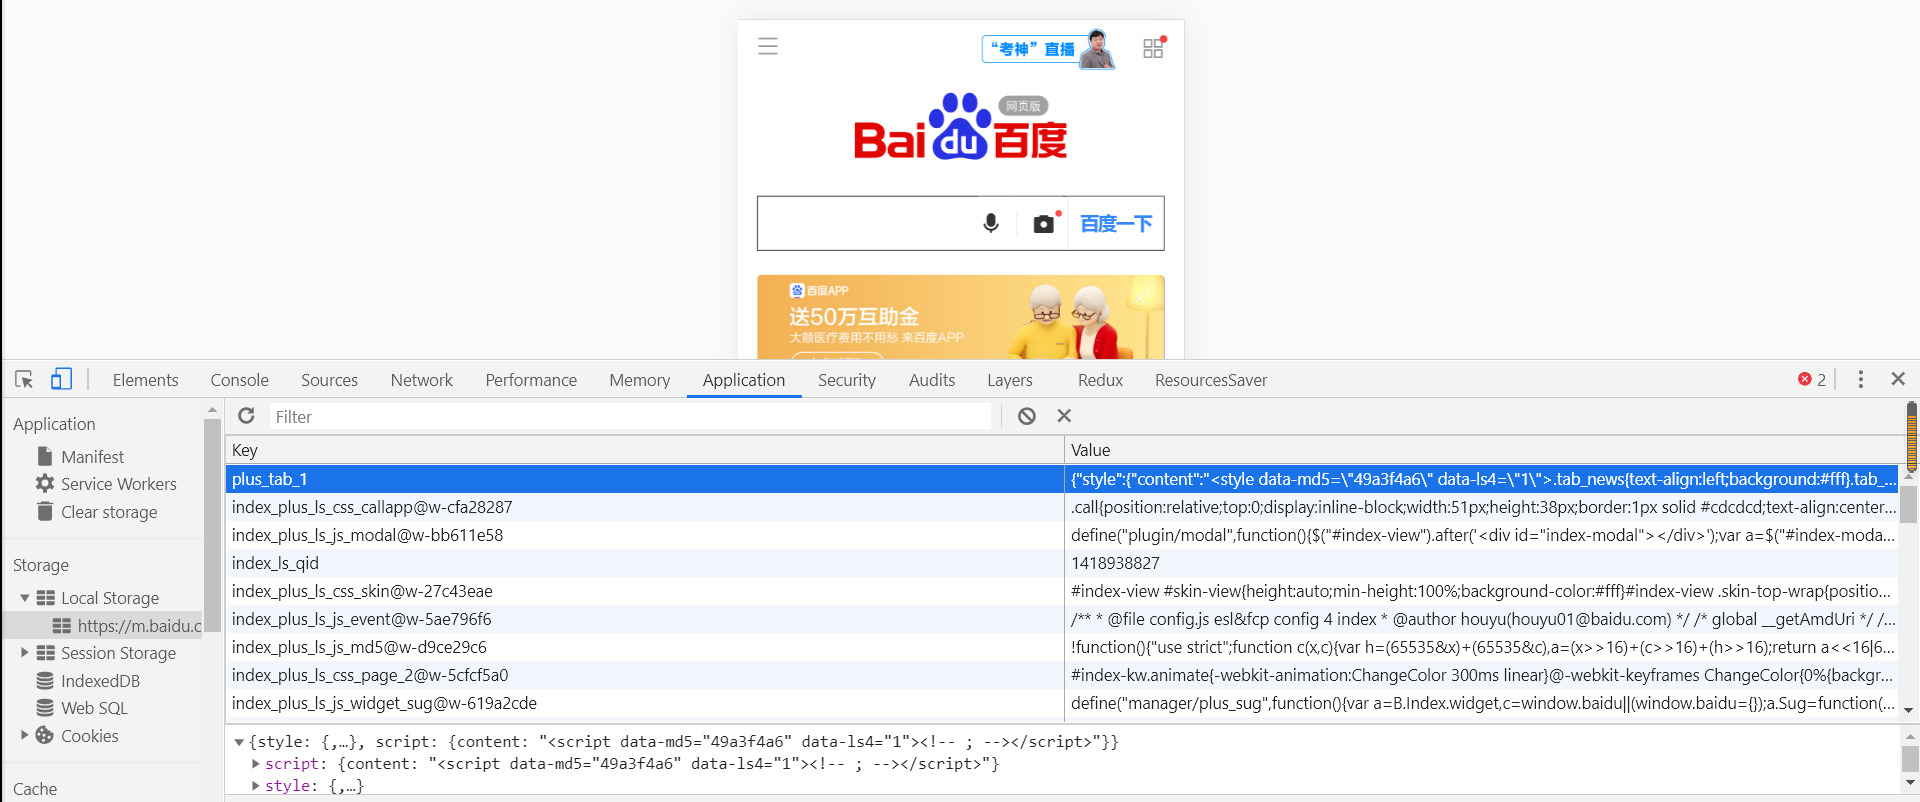 “考神”直播
网页版
Bai du 百度
百度一下
百度APP
送50万互助金
大额医疗费用不用愁 来百度APP
Elements Console Sources Network Performance Memory Application Security Audits Layers Redux ResourcesSaver 2
Application
Manifest
Service Workers
Clear storage
Storage
Local Storage
https://m.baidu.c
Session Storage
IndexedDB
Web SQL
Cookies
Cache
Filter
Key Value
plus_tab_1 {"style":{"content":"<style data-md5=\"49a3f4a6\" data-ls4=\"1\">.tab_news{text-align:left;background:#fff}.tab_...
index_plus_ls_css_callapp@w-cfa28287 .call{position:relative;top:0;display:inline-block;width:51px;height:38px;border:1px solid #cdcdcd;text-align:center...
index_plus_ls_js_modal@w-bb611e58 define("plugin/modal",function(){$("#index-view").after('<div id="index-modal"></div>');var a=$("#index-moda...
index_ls_qid 1418938827
index_plus_ls_css_skin@w-27c43eae #index-view #skin-view{height:auto;min-height:100%;background-color:#fff}#index-view .skin-top-wrap{positio...
index_plus_ls_js_event@w-5ae796f6 /** * @file config.js esl&fcp config 4 index * @author houyu(houyu01@baidu.com) */ /* global __getAmdUri */ /...
index_plus_ls_js_md5@w-d9ce29c6 !function(){"use strict";function c(x,c){var h=(65535&x)+(65535&c),a=(x>>16)+(c>>16)+(h>>16);return a<<16|6...
index_plus_ls_css_page_2@w-5cfcf5a0 #index-kw.animate{-webkit-animation:ChangeColor 300ms linear}@-webkit-keyframes ChangeColor{0%{backgr...
index_plus_ls_js_widget_sug@w-619a2cde define("manager/plus_sug",function(){var a=B.Index.widget,c=window.baidu||(window.baidu={});a.Sug=function(...
{style: {,…}, script: {content: "<script data-md5="49a3f4a6" data-ls4="1"><!-- ; --></script>"}}
script: {content: "<script data-md5="49a3f4a6" data-ls4="1"><!-- ; --></script>"}
style: {,…}